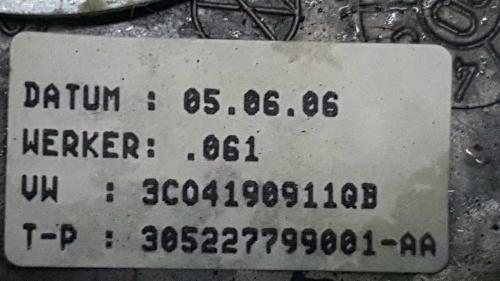 DATUM : 05.06.06
WERKER: .061
VW : 3C04190911QB
T-P : 305227799001-AA